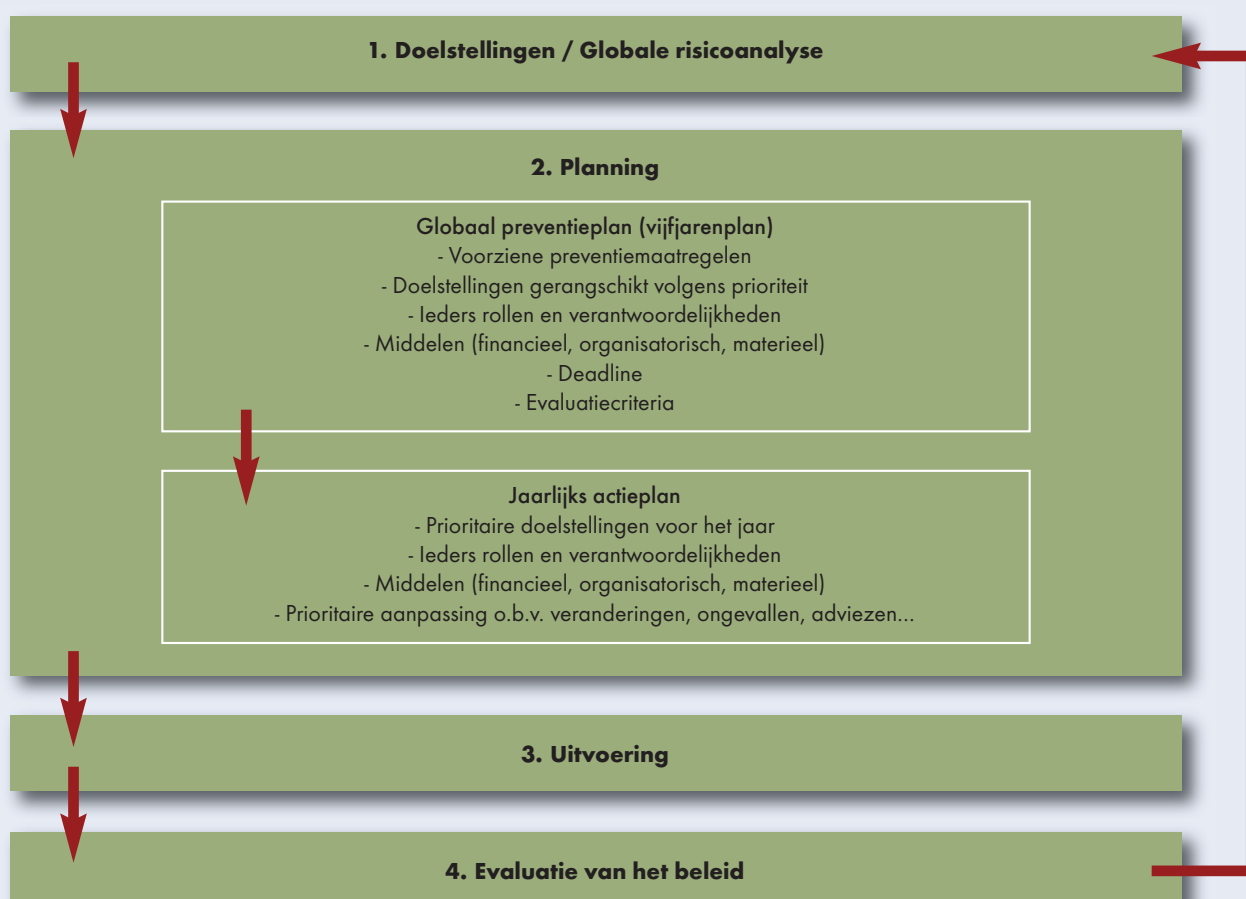 1. Doelstellingen / Globale risicoanalyse
2. Planning
Globaal preventieplan (vijfjarenplan)
- Voorziene preventiemaatregelen
- Doelstellingen gerangschikt volgens prioriteit
- Ieders rollen en verantwoordelijkheden
- Middelen (financieel, organisatorisch, materieel)
- Deadline
- Evaluatiecriteria
Jaarlijks actieplan
- Prioritaire doelstellingen voor het jaar
- Ieders rollen en verantwoordelijkheden
- Middelen (financieel, organisatorisch, materieel)
- Prioritaire aanpassing o.b.v. veranderingen, ongevallen, adviezen...
3. Uitvoering
4. Evaluatie van het beleid